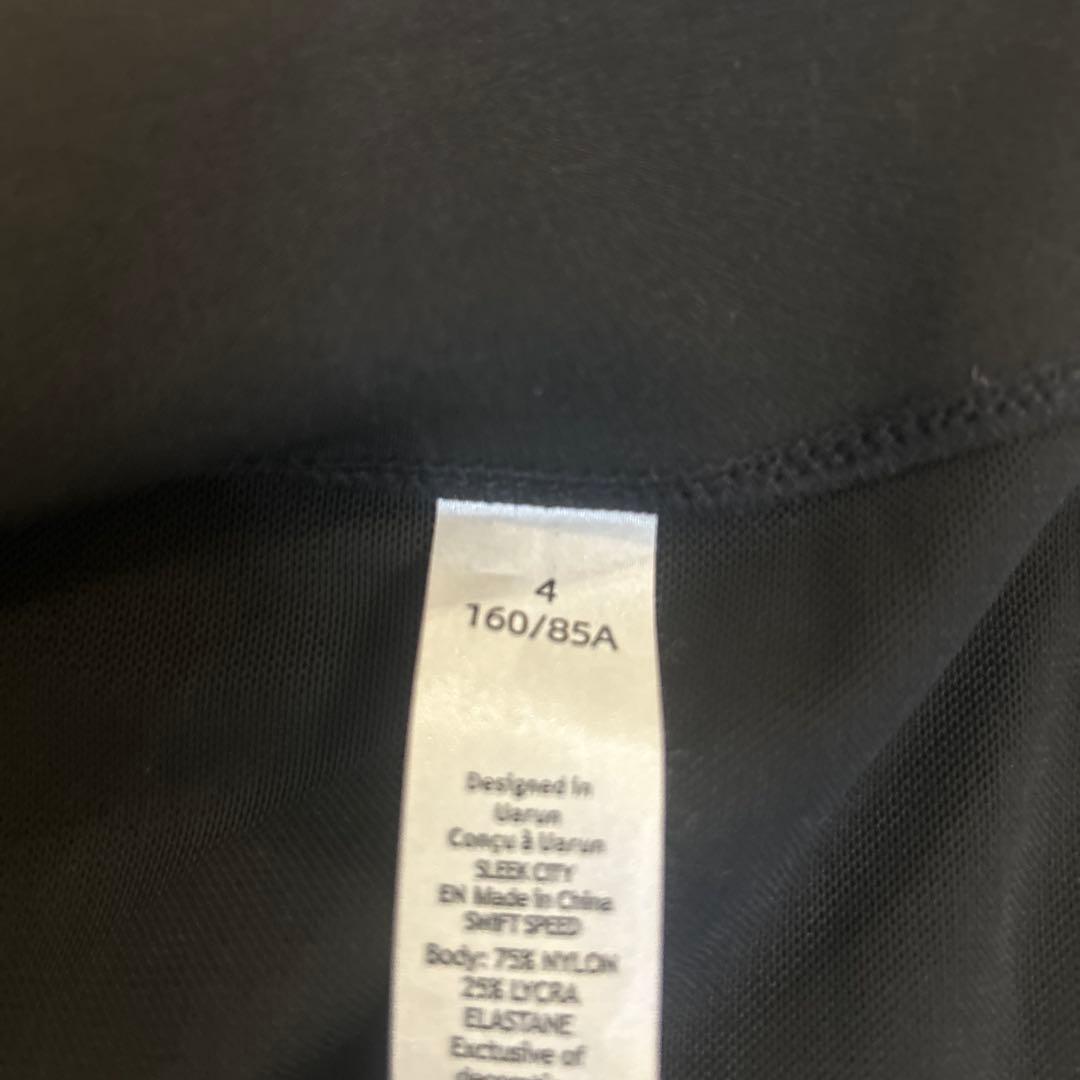 4
160/85A
Designed in
Uarun
Conçu à Uarun
SLEEK CITY
EN Made in China
SWIFT SPEED
Body: 75% NYLON
25% LYCRA
ELASTANE
Exclusive of